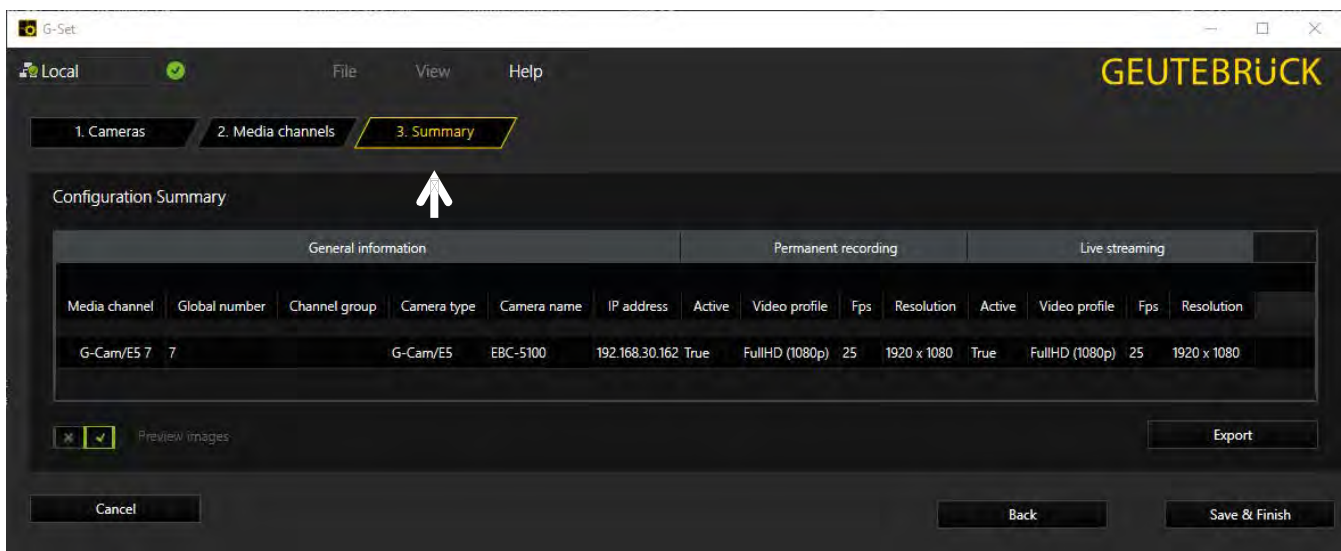 G-Set
Local File View Help GEUTEBRÜCK
1. Cameras 2. Media channels 3. Summary
Configuration Summary
General information Permanent recording Live streaming
Media channel Global number Channel group Camera type Camera name IP address Active Video profile Fps Resolution Active Video profile Fps Resolution
G-Cam/E5 7 7 G-Cam/E5 EBC-5100 192.168.30.162 True FullHD (1080p) 25 1920 x 1080 True FullHD (1080p) 25 1920 x 1080
Preview images Export
Cancel Back Save & Finish